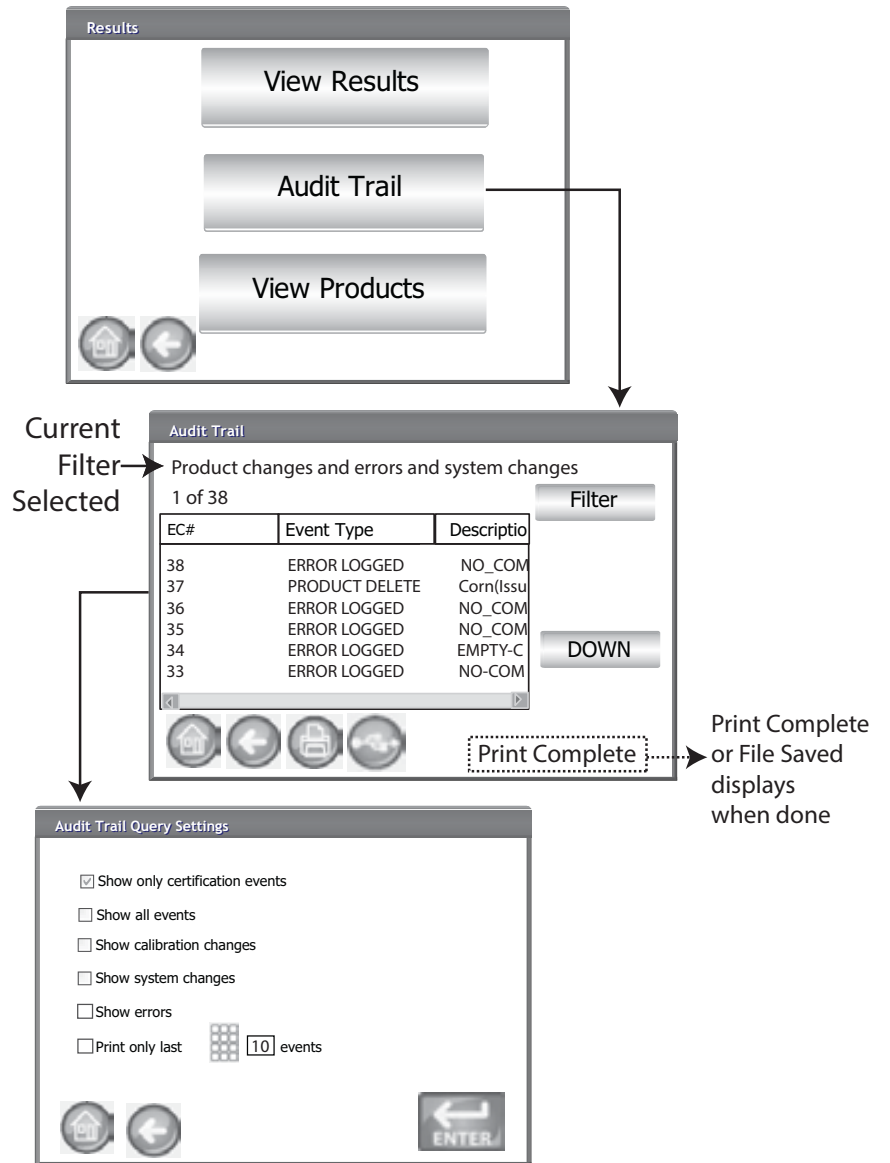 Results
View Results
Audit Trail
View Products
Current
Filter
Selected
Audit Trail
Product changes and errors and system changes
1 of 38
Filter
EC# Event Type Descriptio
38 ERROR LOGGED NO_COM
37 PRODUCT DELETE Corn(Issu
36 ERROR LOGGED NO_COM
35 ERROR LOGGED NO_COM
34 ERROR LOGGED EMPTY-C
33 ERROR LOGGED NO-COM
DOWN
Print Complete
Print Complete
or File Saved
displays
when done
Audit Trail Query Settings
Show only certification events
Show all events
Show calibration changes
Show system changes
Show errors
Print only last 10 events
ENTER